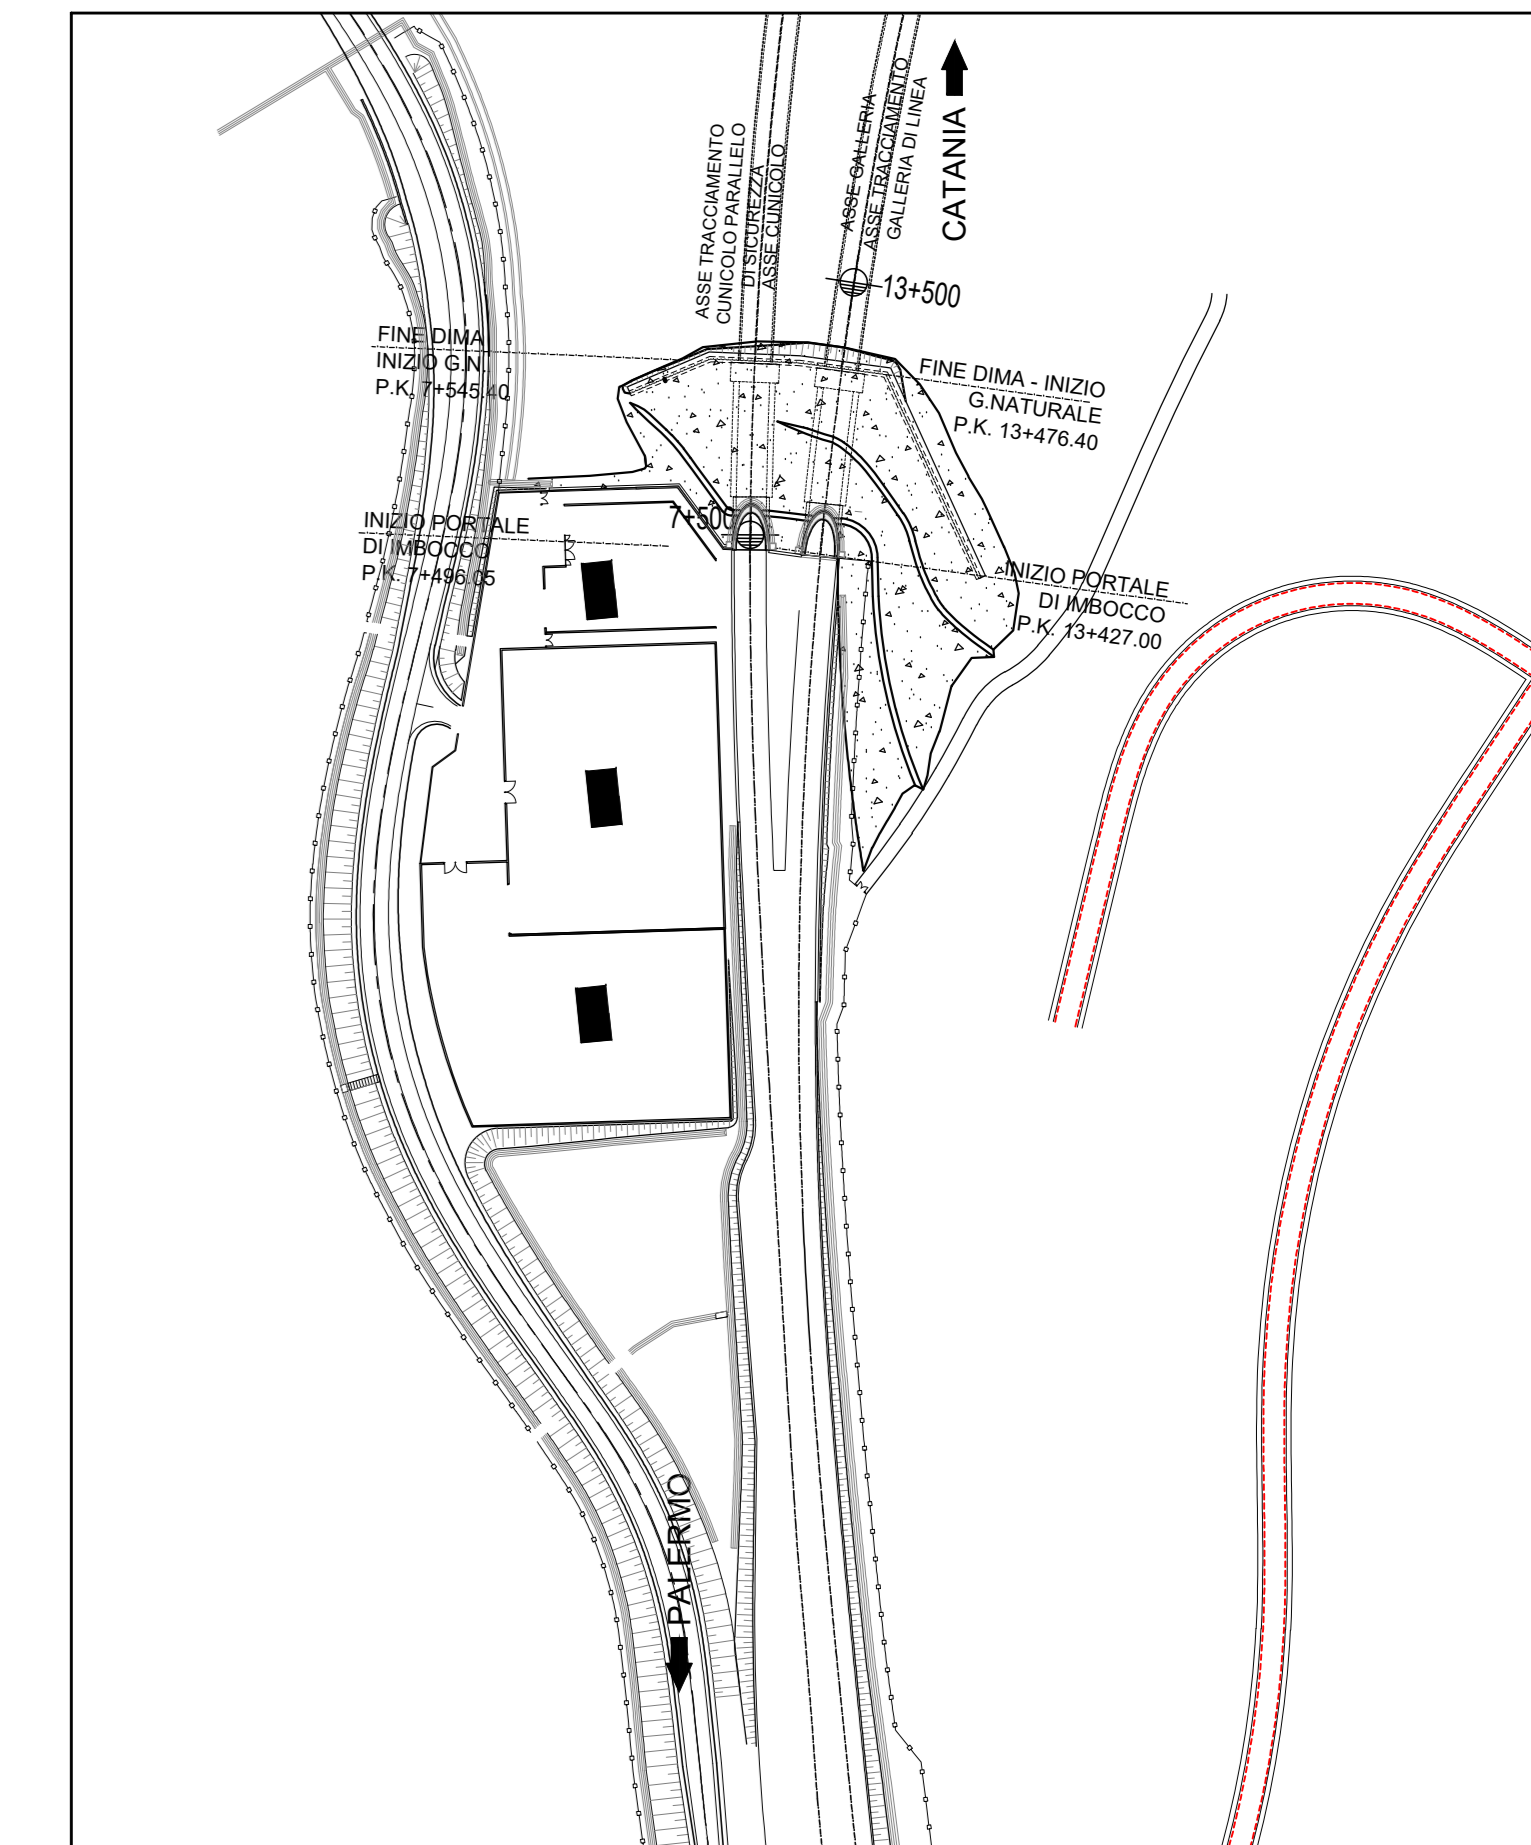 ASSE TRACCIAMENTO
CUNICOLO PARALLELO
DI SICUREZZA
ASSE CUNICOLO
ASSE GALLERIA
ASSE TRACCIAMENTO
GALLERIA DI LINEA
CATANIA
13+500
FINE DIMA
INIZIO G.N.
P.K. 7+545.40
FINE DIMA - INIZIO
G.NATURALE
P.K. 13+476.40
INIZIO PORTALE
DI IMBOCCO
P.K. 7+496.05
7+500
INIZIO PORTALE
DI IMBOCCO
P.K. 13+427.00
PALERMO